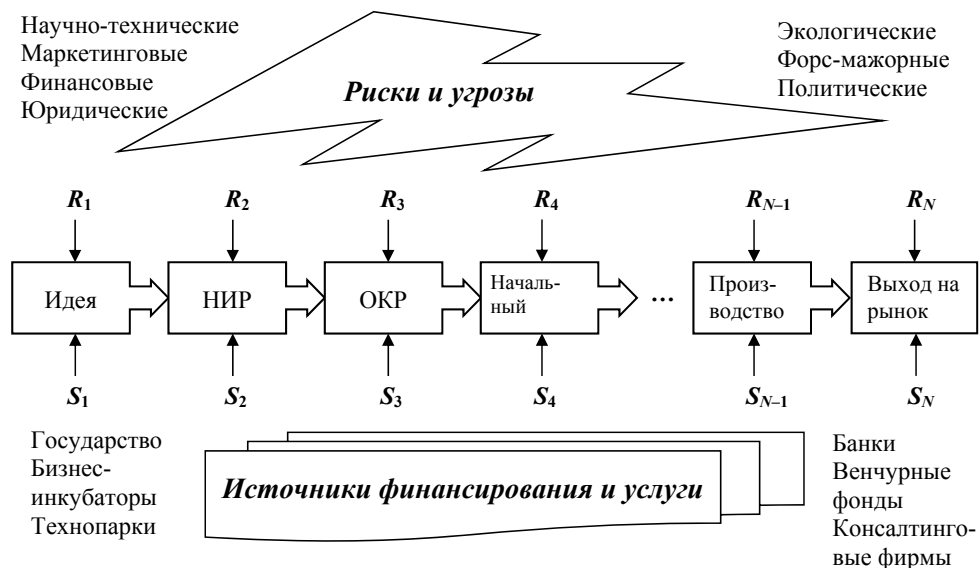 Научно-технические
Маркетинговые
Финансовые
Юридические
Экологические
Форс-мажорные
Политические
Риски и угрозы
R1 R2 R3 R4 RN–1 RN
Идея
НИР
ОКР
Началь-
ный
...
Произ-
водство
Выход на
рынок
S1 S2 S3 S4 SN–1 SN
Государство
Бизнес-
инкубаторы
Технопарки
Источники финансирования и услуги
Банки
Венчурные
фонды
Консалтинго-
вые фирмы